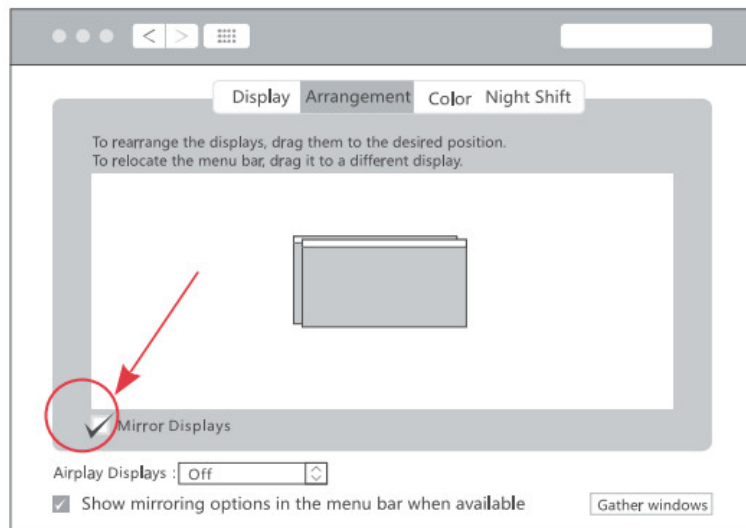 Display Arrangement Color Night Shift
To rearrange the displays, drag them to the desired position.
To relocate the menu bar, drag it to a different display.
Mirror Displays
Airplay Displays : Off
Show mirroring options in the menu bar when available Gather windows